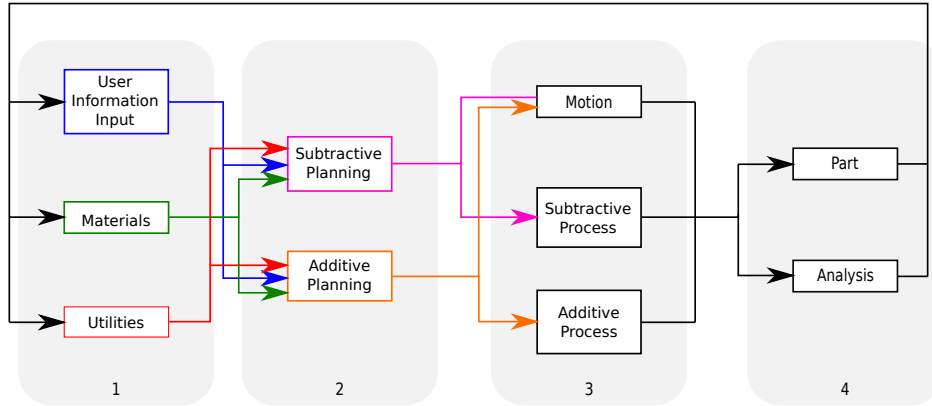 User
Information
Input
Materials
Utilities
1
Subtractive
Planning
Additive
Planning
2
Motion
Subtractive
Process
Additive
Process
3
Part
Analysis
4